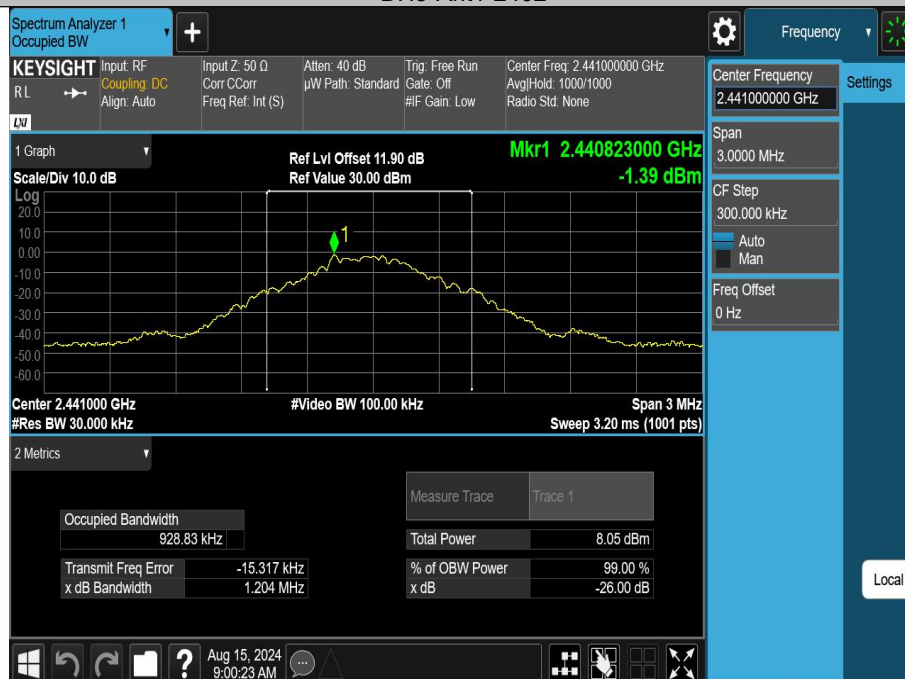 Spectrum Analyzer 1
Occupied BW
Frequency
KEYSIGHT
RL
LXI
Input: RF
Coupling: DC
Align: Auto
Input Z: 50 Ω
Corr CCorr
Freq Ref: Int (S)
Atten: 40 dB
µW Path: Standard
Trig: Free Run
Gate: Off
#IF Gain: Low
Center Freq: 2.441000000 GHz
Avg|Hold: 1000/1000
Radio Std: None
Center Frequency
2.441000000 GHz
Settings
Span
3.0000 MHz
CF Step
300.000 kHz
Auto
Man
Freq Offset
0 Hz
Local
1 Graph
Scale/Div 10.0 dB
Ref Lvl Offset 11.90 dB
Ref Value 30.00 dBm
Mkr1 2.440823000 GHz
-1.39 dBm
Log
20.0
10.0
0.00
-10.0
-20.0
-30.0
-40.0
-50.0
-60.0
1
Center 2.441000 GHz
#Res BW 30.000 kHz
#Video BW 100.00 kHz
Span 3 MHz
Sweep 3.20 ms (1001 pts)
2 Metrics
Measure Trace Trace 1
Occupied Bandwidth
928.83 kHz
Total Power 8.05 dBm
Transmit Freq Error -15.317 kHz
% of OBW Power 99.00 %
x dB Bandwidth 1.204 MHz
x dB -26.00 dB
Aug 15, 2024
9:00:23 AM